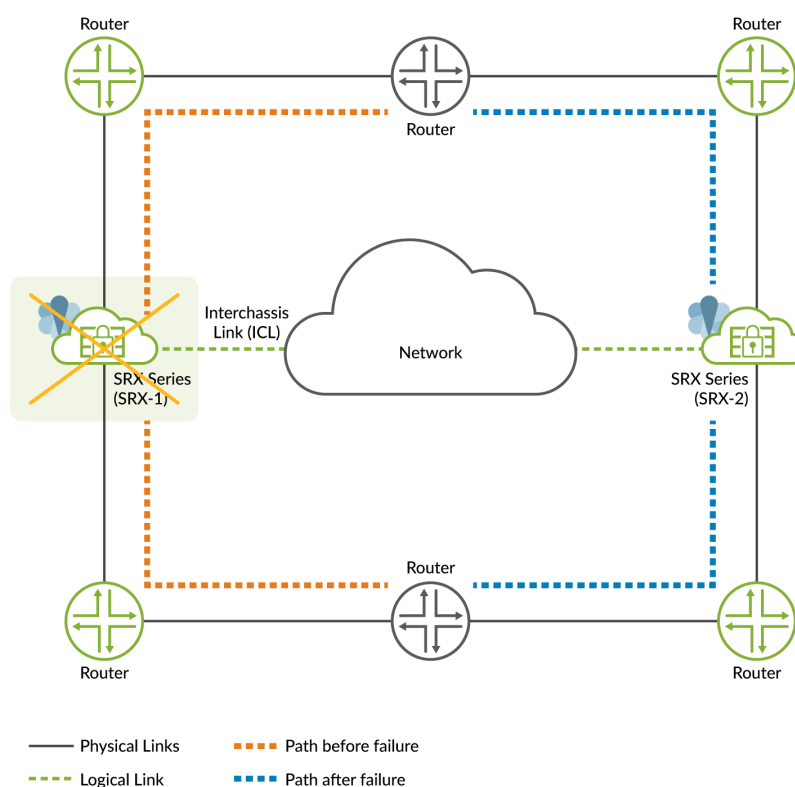 Router
Router
Router
Interchassis
Link (ICL)
Network
SRX Series
(SRX-1)
SRX Series
(SRX-2)
Router
Router
Router
Physical Links
Path before failure
Logical Link
Path after failure